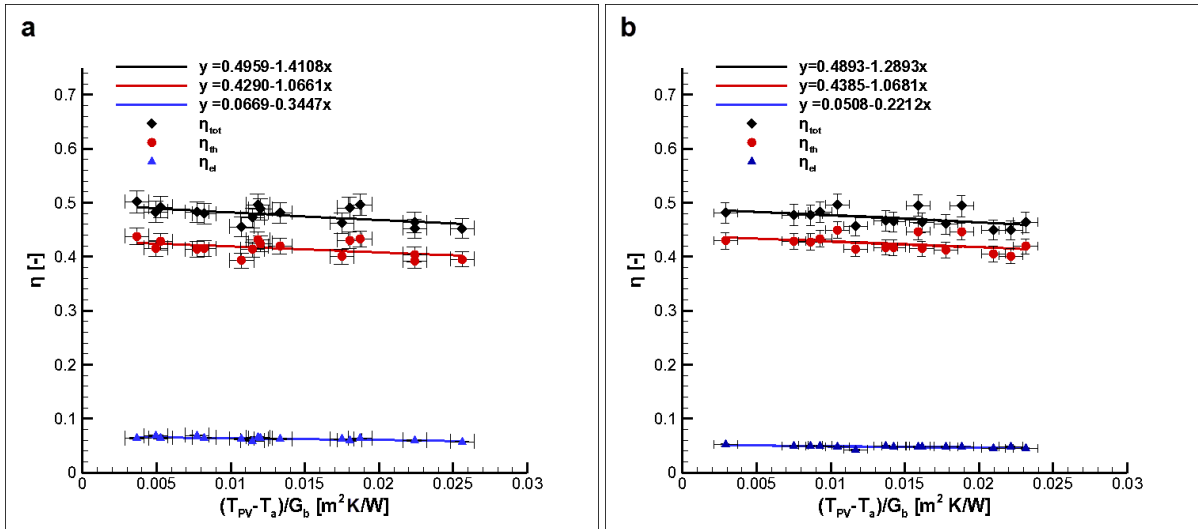 a
y =0.4959-1.4108x
y =0.4290-1.0661x
y =0.0669-0.3447x
η_tot
η_th
η_el
0.7
0.6
0.5
0.4
0.3
0.2
0.1
0
η [-]
0 0.005 0.01 0.015 0.02 0.025 0.03
(T_PV-T_a)/G_b [m² K/W]
b
y=0.4893-1.2893x
y=0.4385-1.0681x
y=0.0508-0.2212x
η_tot
η_th
η_el
0.7
0.6
0.5
0.4
0.3
0.2
0.1
0
η [-]
0 0.005 0.01 0.015 0.02 0.025 0.03
(T_PV-T_a)/G_b [m² K/W]